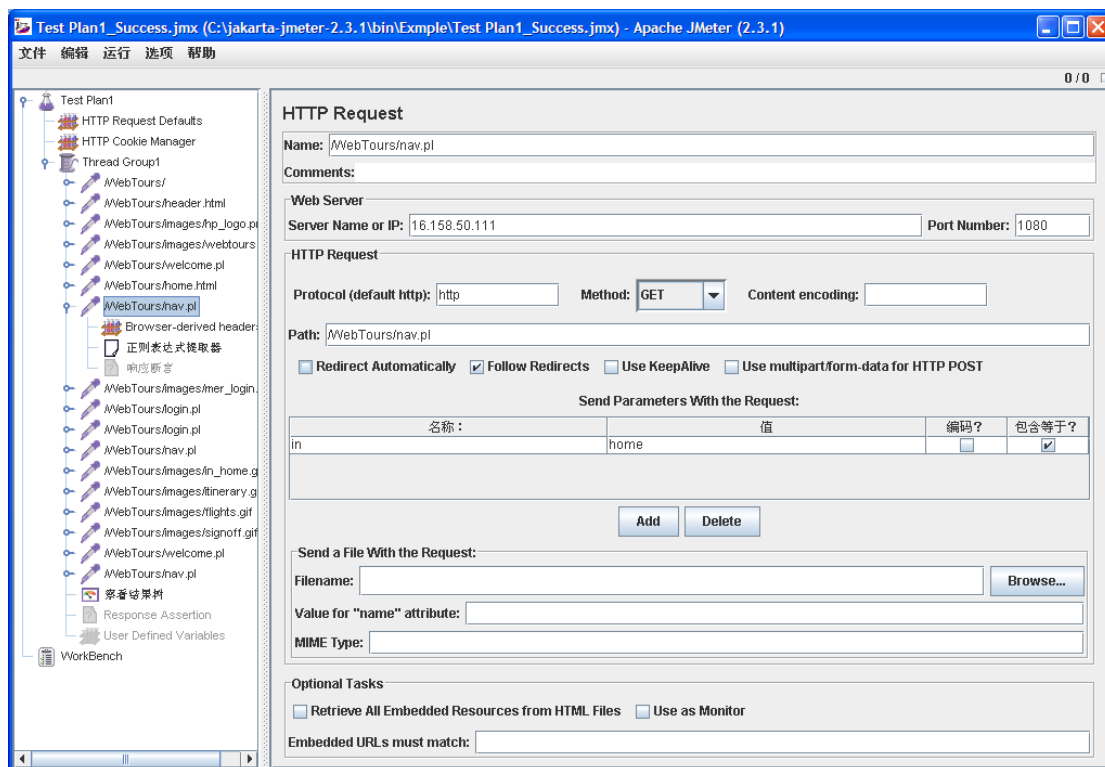 Test Plan1_Success.jmx (C:\jakarta-jmeter-2.3.1\bin\Exmple\Test Plan1_Success.jmx) - Apache JMeter (2.3.1)
文件 编辑 运行 选项 帮助
0 / 0
Test Plan1
HTTP Request Defaults
HTTP Cookie Manager
Thread Group1
/WebTours/
/WebTours/header.html
/WebTours/images/hp_logo.p
/WebTours/images/webtours
/WebTours/welcome.pl
/WebTours/home.html
/WebTours/nav.pl
Browser-derived header
正则表达式提取器
响应断言
/WebTours/images/mer_login.
/WebTours/login.pl
/WebTours/login.pl
/WebTours/nav.pl
/WebTours/images/in_home.g
/WebTours/images/itinerary.g
/WebTours/images/flights.gif
/WebTours/images/signoff.gif
/WebTours/welcome.pl
/WebTours/nav.pl
察看结果树
Response Assertion
User Defined Variables
WorkBench
HTTP Request
Name: /WebTours/nav.pl
Comments:
Web Server
Server Name or IP: 16.158.50.111 Port Number: 1080
HTTP Request
Protocol (default http): http Method: GET Content encoding:
Path: /WebTours/nav.pl
Redirect Automatically Follow Redirects Use KeepAlive Use multipart/form-data for HTTP POST
Send Parameters With the Request:
名称: 值 编码? 包含等于?
in home
Add Delete
Send a File With the Request:
Filename: Browse...
Value for "name" attribute:
MIME Type:
Optional Tasks
Retrieve All Embedded Resources from HTML Files Use as Monitor
Embedded URLs must match: